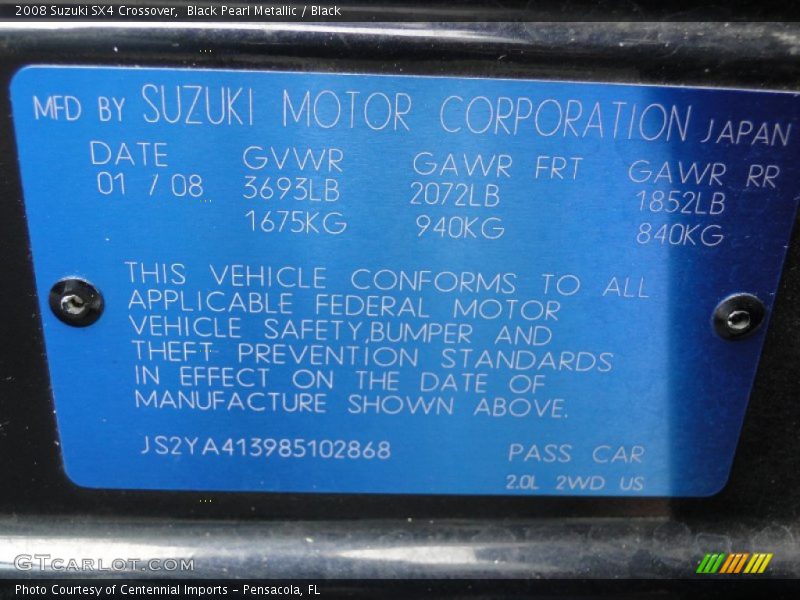 2008 Suzuki SX4 Crossover, Black Pearl Metallic / Black
MFD BY SUZUKI MOTOR CORPORATION JAPAN
DATE GVWR GAWR FRT GAWR RR
01 / 08 3693LB 2072LB 1852LB
1675KG 940KG 840KG
THIS VEHICLE CONFORMS TO ALL
APPLICABLE FEDERAL MOTOR
VEHICLE SAFETY,BUMPER AND
THEFT PREVENTION STANDARDS
IN EFFECT ON THE DATE OF
MANUFACTURE SHOWN ABOVE.
JS2YA413985102868 PASS CAR
2.0L 2WD US
GTCARLOT.COM
Photo Courtesy of Centennial Imports - Pensacola, FL